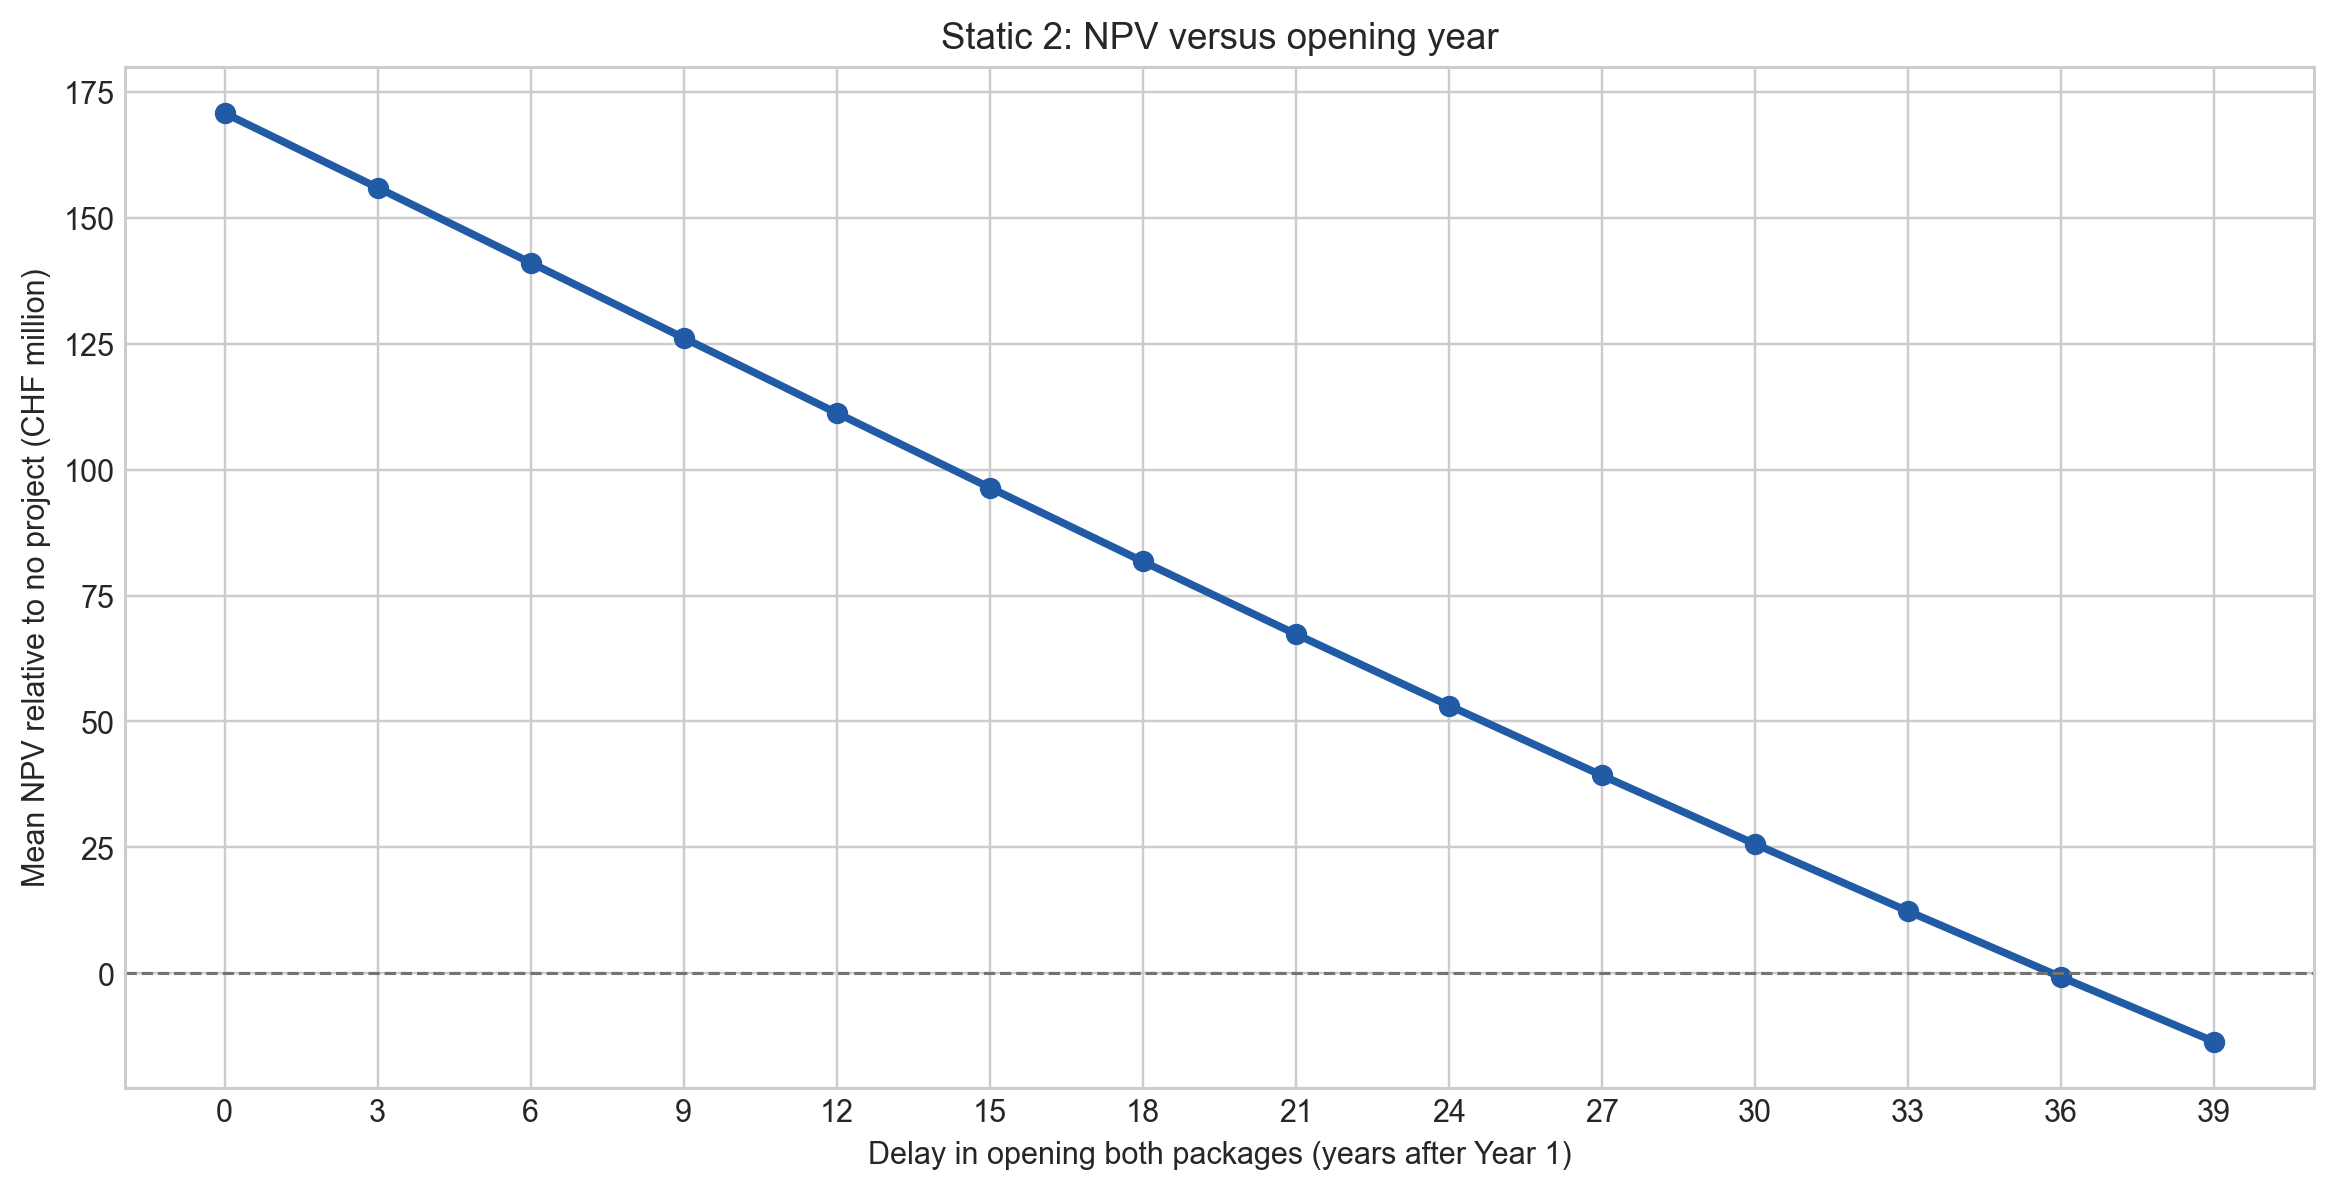 Static 2: NPV versus opening year
Mean NPV relative to no project (CHF million)
175
150
125
100
75
50
25
0
0 3 6 9 12 15 18 21 24 27 30 33 36 39
Delay in opening both packages (years after Year 1)